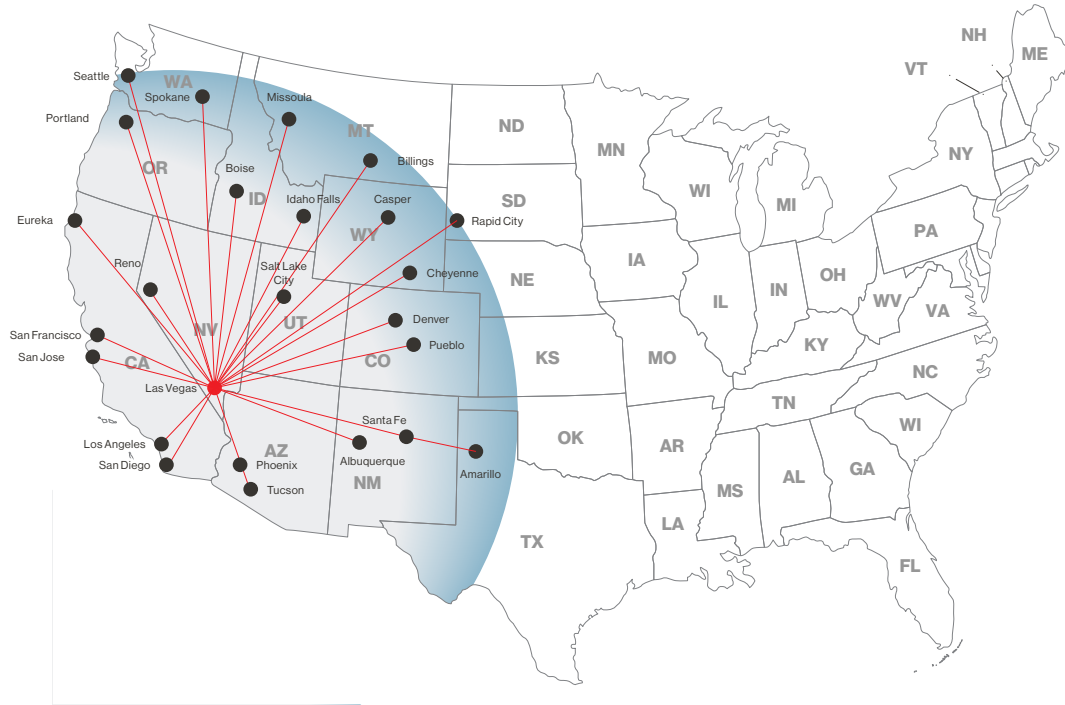 NH
ME
VT
Seattle
WA
Spokane
Missoula
Portland
MT
ND
MN
NY
Billings
OR
Boise
ID
Idaho Falls
Casper
SD
WI
MI
Eureka
WY
Rapid City
PA
Reno
Salt Lake
City
Cheyenne
NE
IA
OH
IL
IN
WV
VA
NV
UT
Denver
San Francisco
Pueblo
KY
San Jose
CA
CO
KS
MO
NC
Las Vegas
TN
Santa Fe
WI
Los Angeles
AZ
OK
AR
San Diego
Phoenix
Albuquerque
Amarillo
GA
NM
MS
AL
Tucson
LA
TX
FL